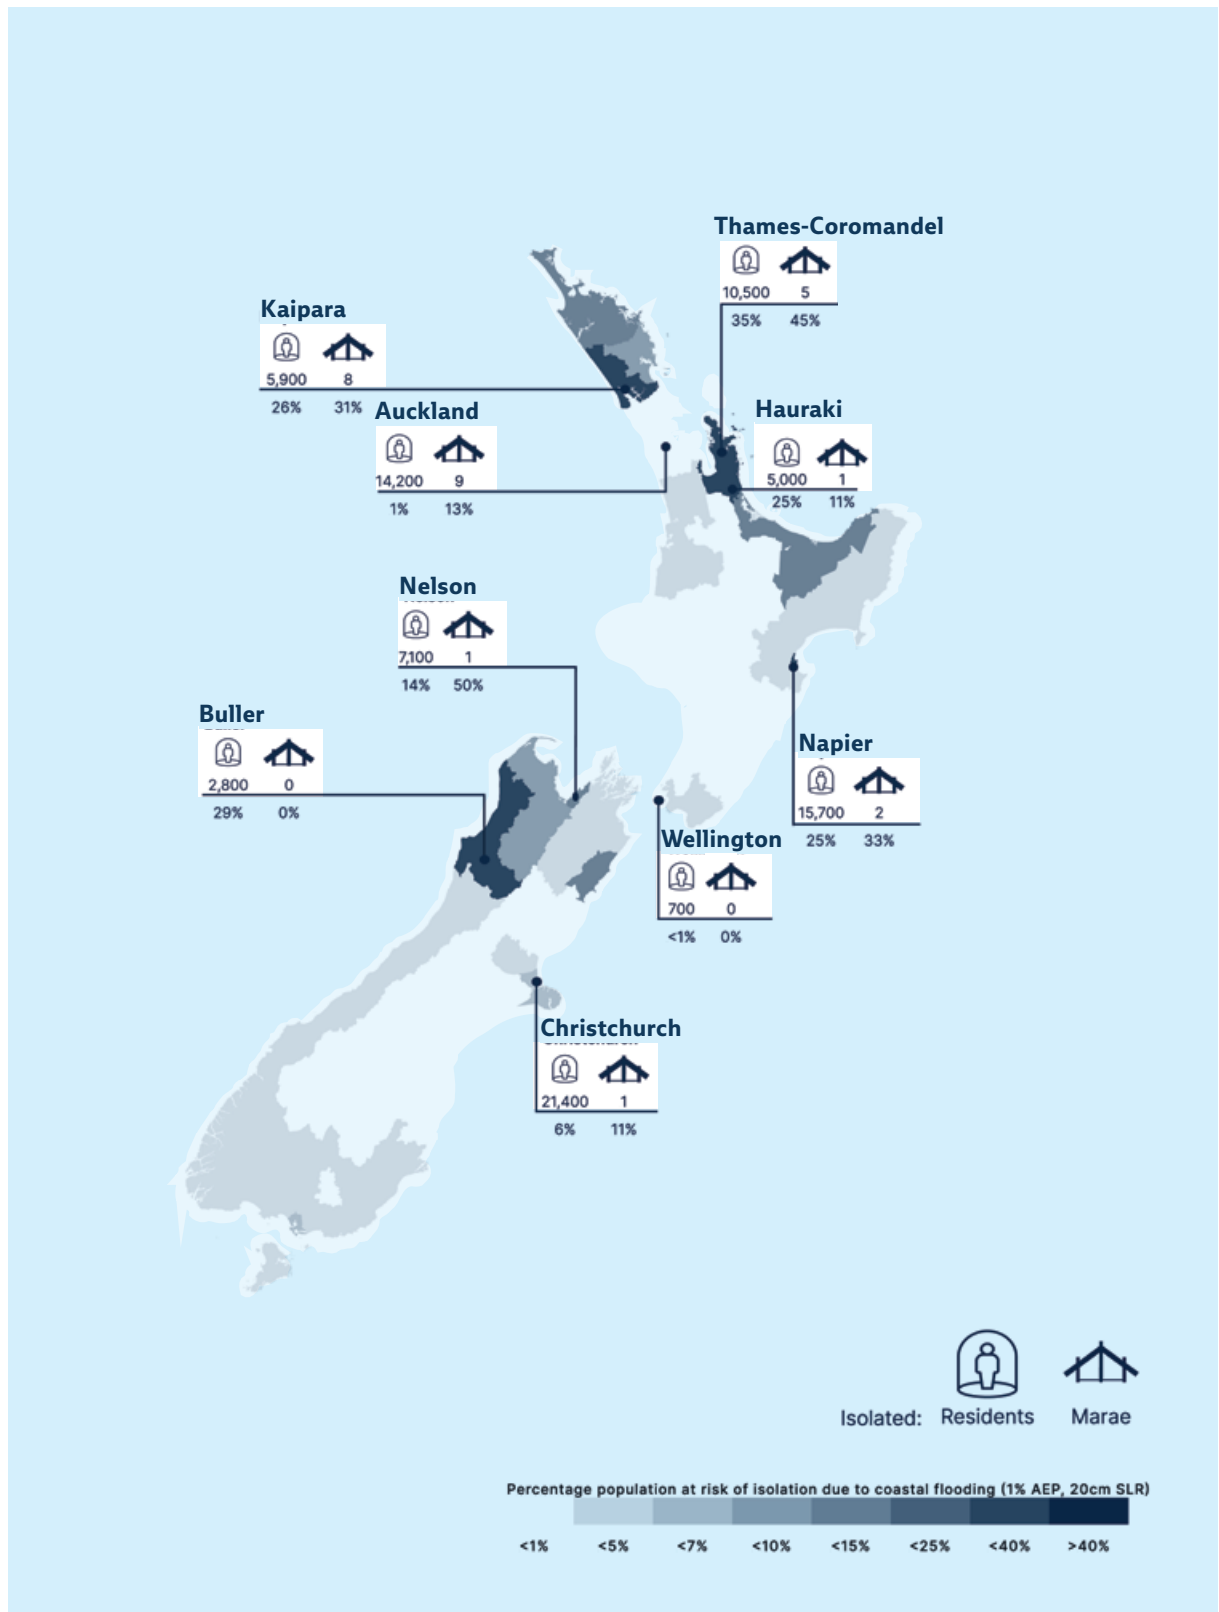 Thames-Coromandel
10,500 5
35% 45%
Kaipara
5,900 8
26% 31%
Auckland
14,200 9
1% 13%
Hauraki
5,000 1
25% 11%
Nelson
7,100 1
14% 50%
Buller
2,800 0
29% 0%
Napier
15,700 2
25% 33%
Wellington
700 0
<1% 0%
Christchurch
21,400 1
6% 11%
Isolated: Residents Marae
Percentage population at risk of isolation due to coastal flooding (1% AEP, 20cm SLR)
<1% <5% <7% <10% <15% <25% <40% >40%